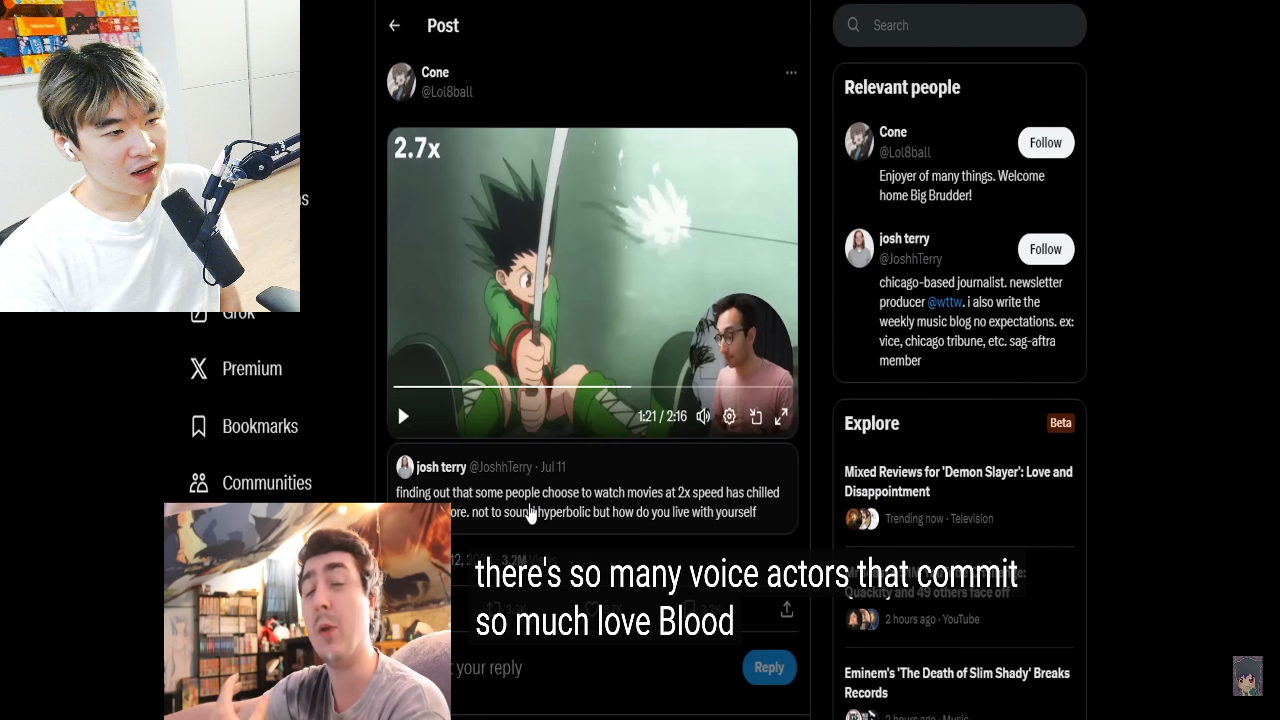 Post
Search
Cone
@Lol8ball
2.7x
1:21 / 2:16
josh terry @JoshhTerry · Jul 11
finding out that some people choose to watch movies at 2x speed has chilled
ore. not to sound hyperbolic but how do you live with yourself
Premium
Bookmarks
Communities
there's so many voice actors that commit
so much love Blood
your reply
Reply
Relevant people
Cone
@Lol8ball
Follow
Enjoyer of many things. Welcome
home Big Brudder!
josh terry
@JoshhTerry
Follow
chicago-based journalist. newsletter
producer @wttw. i also write the
weekly music blog no expectations. ex:
vice, chicago tribune, etc. sag-aftra
member
Explore
Beta
Mixed Reviews for 'Demon Slayer': Love and
Disappointment
Trending now · Television
Quackity and 49 others face off
2 hours ago · YouTube
Eminem's 'The Death of Slim Shady' Breaks
Records
2 hours ago · Music